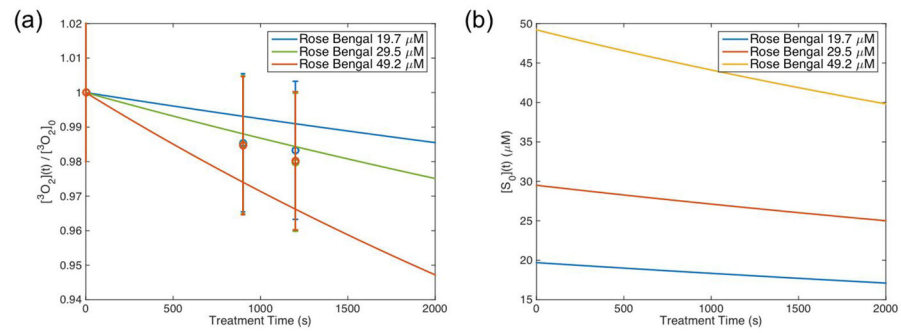 (a)
1.02
1.01
1
0.99
0.98
0.97
0.96
0.95
0.94
[³O₂](t) / [³O₂]₀
Rose Bengal 19.7 μM
Rose Bengal 29.5 μM
Rose Bengal 49.2 μM
0 500 1000 1500 2000
Treatment Time (s)
(b)
50
45
40
35
30
25
20
15
[S₀](t) (μM)
Rose Bengal 19.7 μM
Rose Bengal 29.5 μM
Rose Bengal 49.2 μM
0 500 1000 1500 2000
Treatment Time (s)